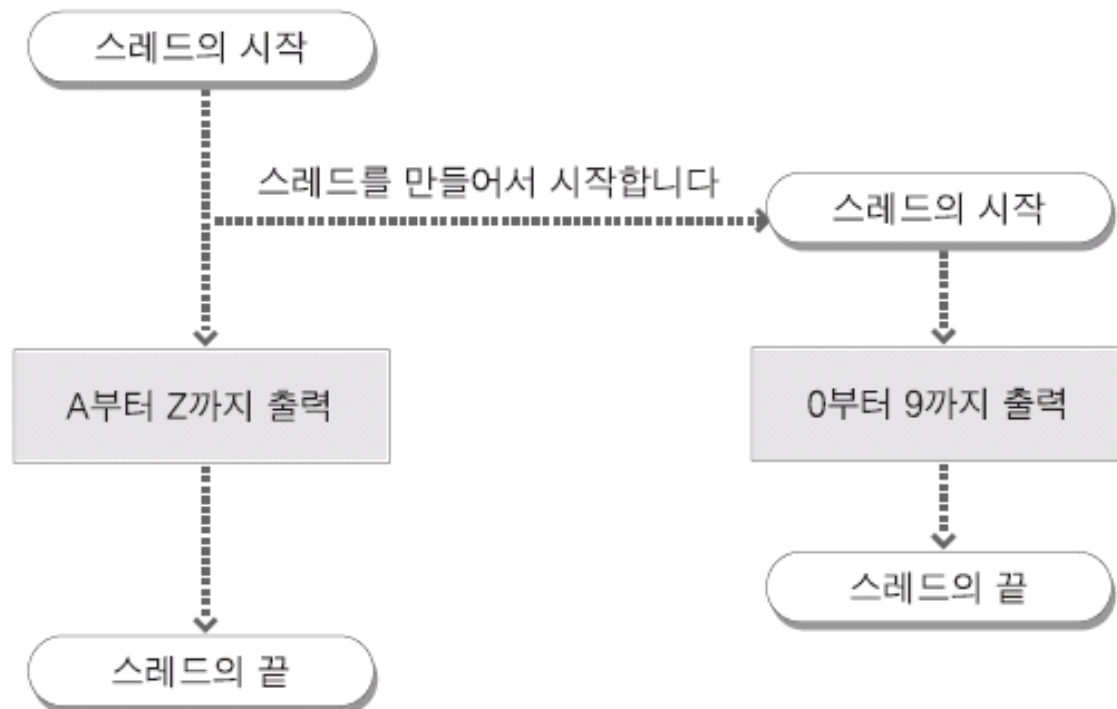 스레드의 시작
스레드를 만들어서 시작합니다
스레드의 시작
A부터 Z까지 출력
0부터 9까지 출력
스레드의 끝
스레드의 끝